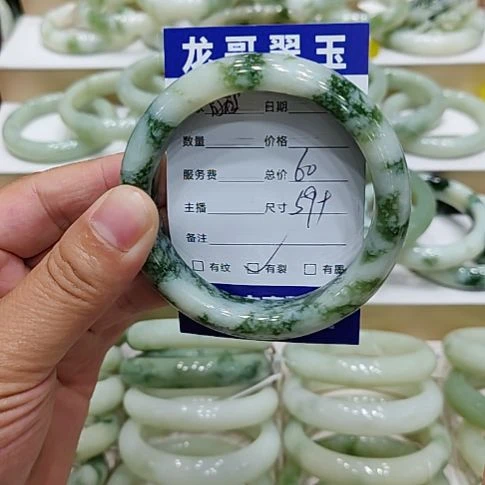 龙哥翠玉
日期
数量 价格
服务费 总价 60
主播 尺寸 59+
备注
有纹 有裂 有墨